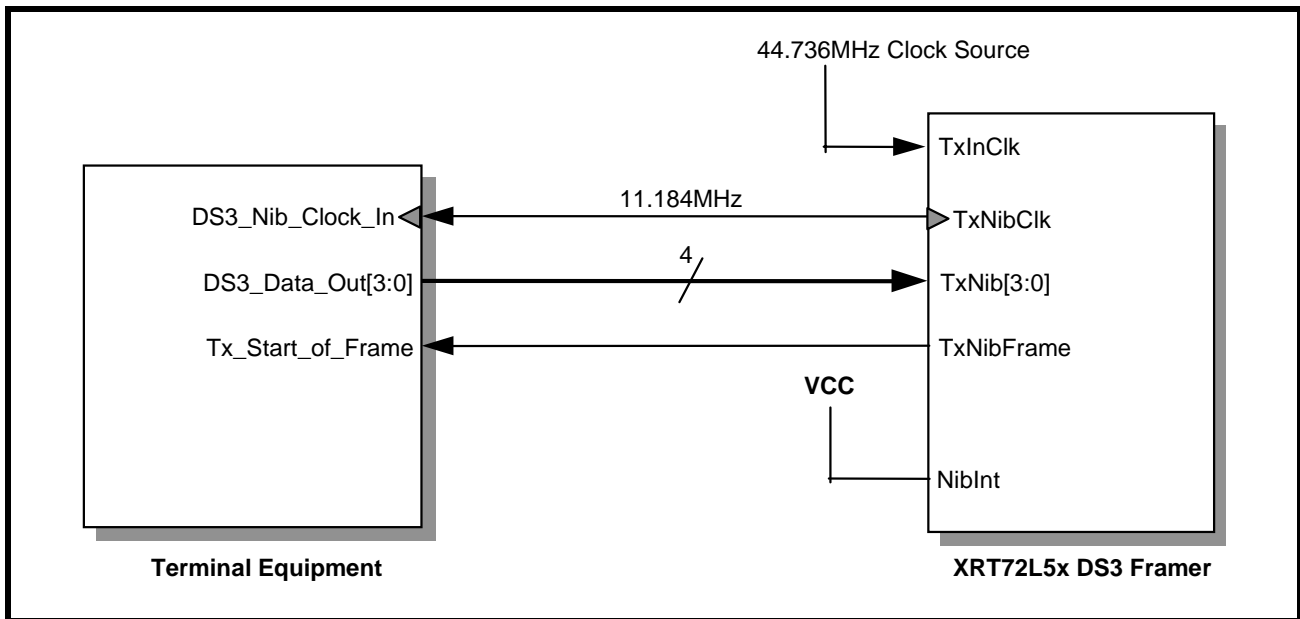 44.736MHz Clock Source
TxInClk
11.184MHz
DS3_Nib_Clock_In
TxNibClk
4
DS3_Data_Out[3:0]
TxNib[3:0]
Tx_Start_of_Frame
TxNibFrame
VCC
NibInt
Terminal Equipment
XRT72L5x DS3 Framer